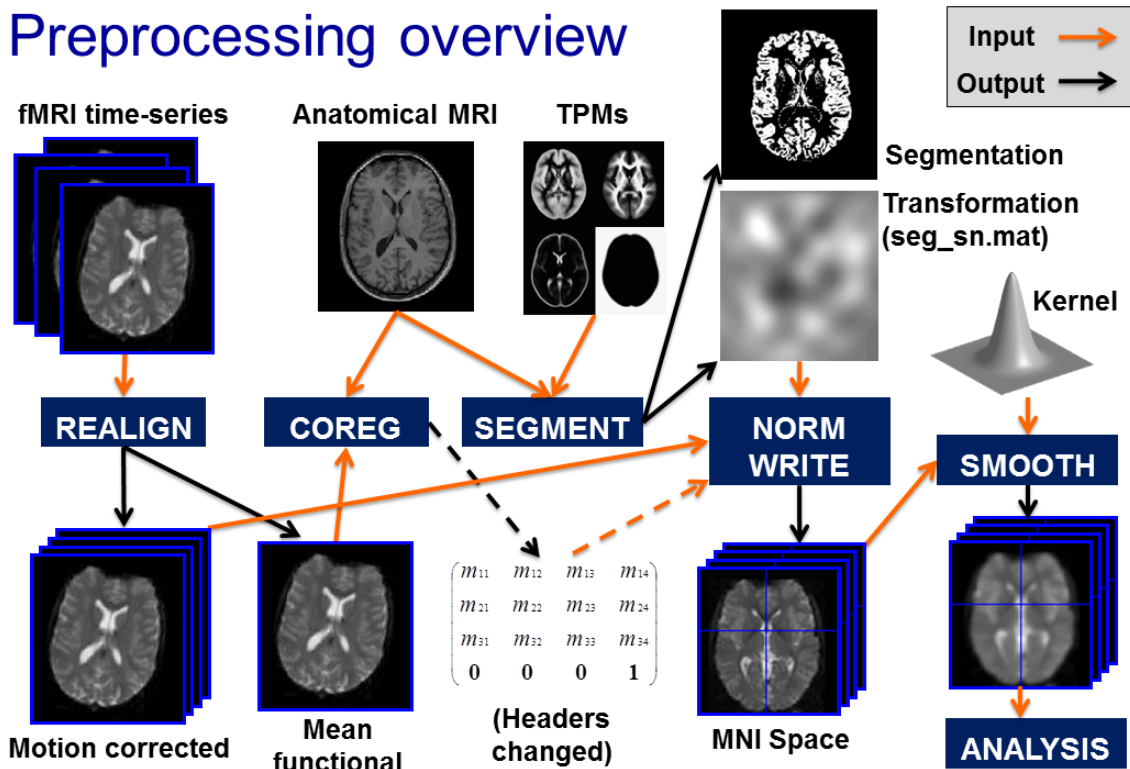 Preprocessing overview
Input
Output
fMRI time-series
Anatomical MRI
TPMs
Segmentation
Transformation
(seg_sn.mat)
Kernel
REALIGN
COREG
SEGMENT
NORM
WRITE
SMOOTH
m11 m12 m13 m14
m21 m22 m23 m24
m31 m32 m33 m34
0 0 0 1
Motion corrected
Mean
functional
(Headers
changed)
MNI Space
ANALYSIS